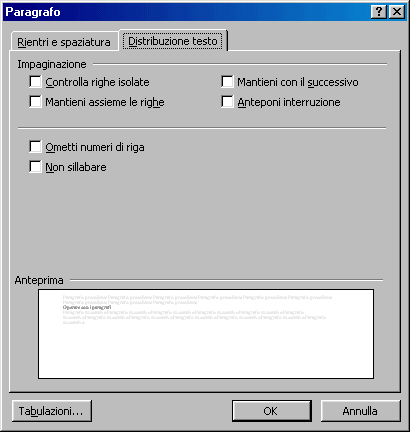 Paragrafo
Rientri e spaziatura
Distribuzione testo
Impaginazione
Controlla righe isolate
Mantieni con il successivo
Mantieni assieme le righe
Anteponi interruzione
Ometti numeri di riga
Non sillabare
Anteprima
Tabulazioni...
OK
Annulla